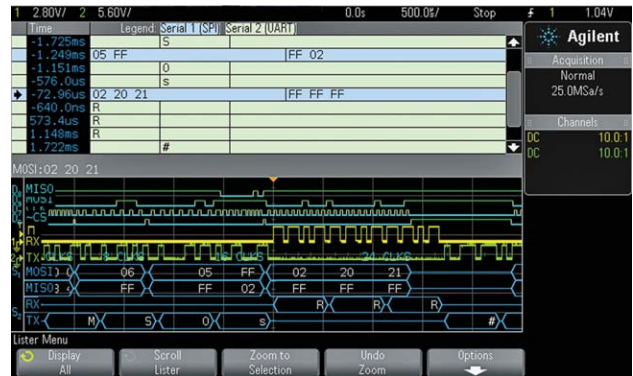 1 2.80V/ 2 5.60V/ 0.0s 500.0s/ Stop 1 1.04V
Time Legend: Serial 1 (SPI) Serial 2 (UART)
-1.725ms S
-1.249ms 05 FF FF 02
-1.151ms 0
-576.0us s
-72.96us 02 20 21 FF FF FF
-640.0ns R
573.4us R
1.148ms R
1.722ms #
Agilent
Acquisition
Normal
25.0MSa/s
Channels
DC 10.0:1
DC 10.0:1
MOSI:02 20 21
MISO
MOSI
~CS
RX
TX 24 CLKS
MOSI 06 05 FF 02 20 21
MISO FF FF 02 FF FF FF
RX R R R
S2 TX M S 0 s #
Lister Menu
Display Scroll Zoom to Undo Options
All Lister Selection Zoom